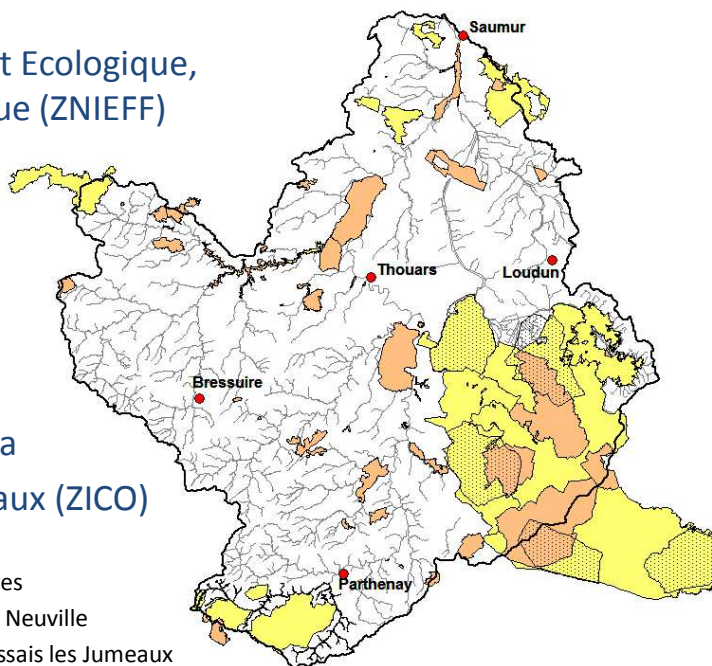 t Ecologique,
ue (ZNIEFF)
Saumur
Thouars
Loudun
Bressuire
a
aux (ZICO)
Parthenay
es
Neuville
ssais les Jumeaux